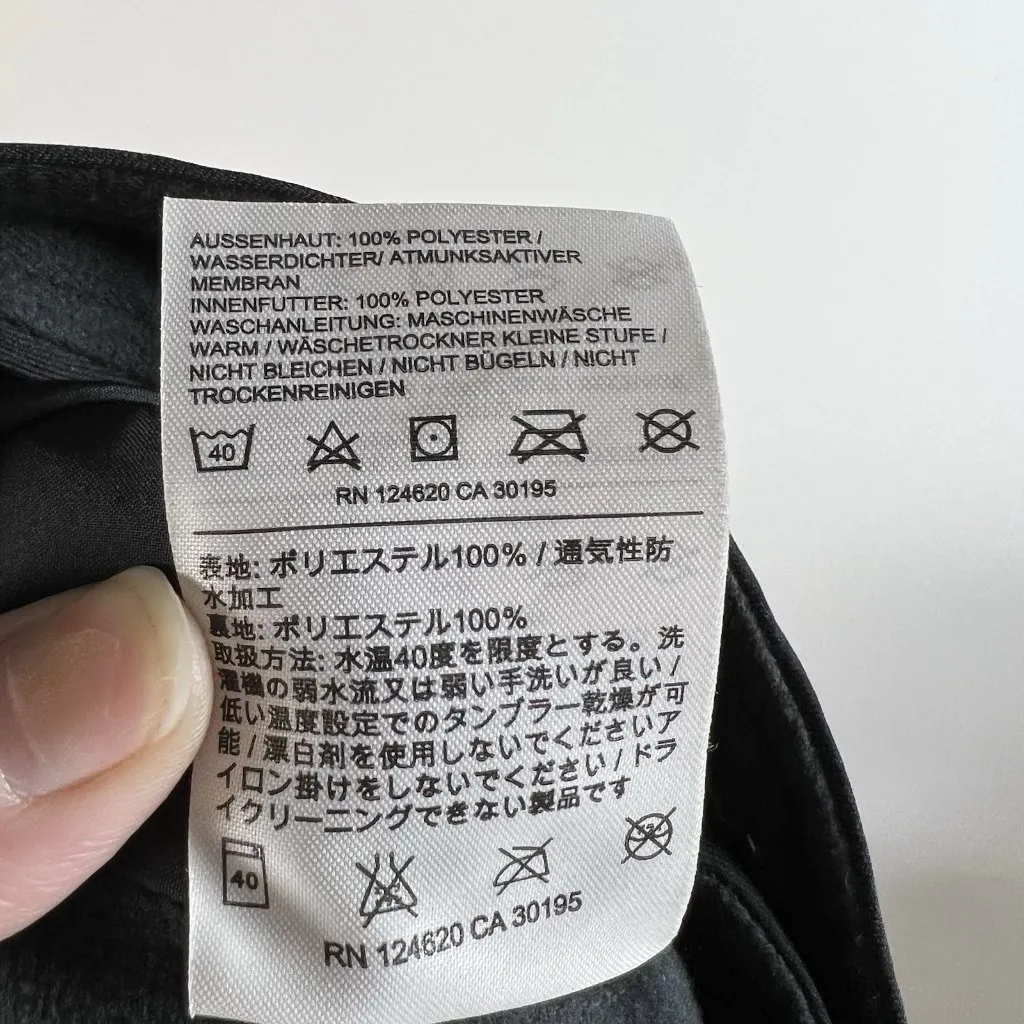 AUSSENHAUT: 100% POLYESTER /
WASSERDICHTER/ ATMUNKSAKTIVER
MEMBRAN
INNENFUTTER: 100% POLYESTER
WASCHANLEITUNG: MASCHINENWÄSCHE
WARM / WÄSCHETROCKNER KLEINE STUFE /
NICHT BLEICHEN / NICHT BÜGELN / NICHT
TROCKENREINIGEN
40
RN 124620 CA 30195
表地: ポリエステル100% / 通気性防
水加工
裏地: ポリエステル100%
取扱方法: 水温40度を限度とする。洗
濯機の弱水流又は弱い手洗いが良い /
低い温度設定でのタンブラー乾燥が可
能 / 漂白剤を使用しないでくださいア
イロン掛けをしないでください / ドラ
イクリーニングできない製品です
40
RN 124620 CA 30195